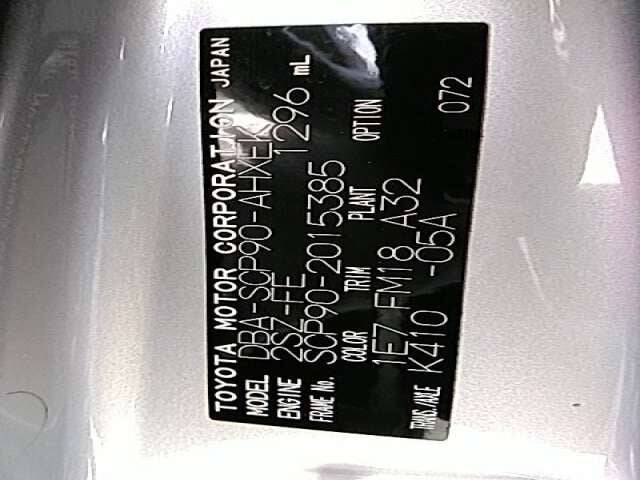 TOYOTA MOTOR CORPORATION JAPAN
MODEL DBA-SCP90-AHXEK
ENGINE 2SZ-FE 1296 mL
FRAME No. SCP90-2015385
COLOR TRIM PLANT OPTION
1E7 FM18 A32
TRANS./AXLE K410 -05A 072